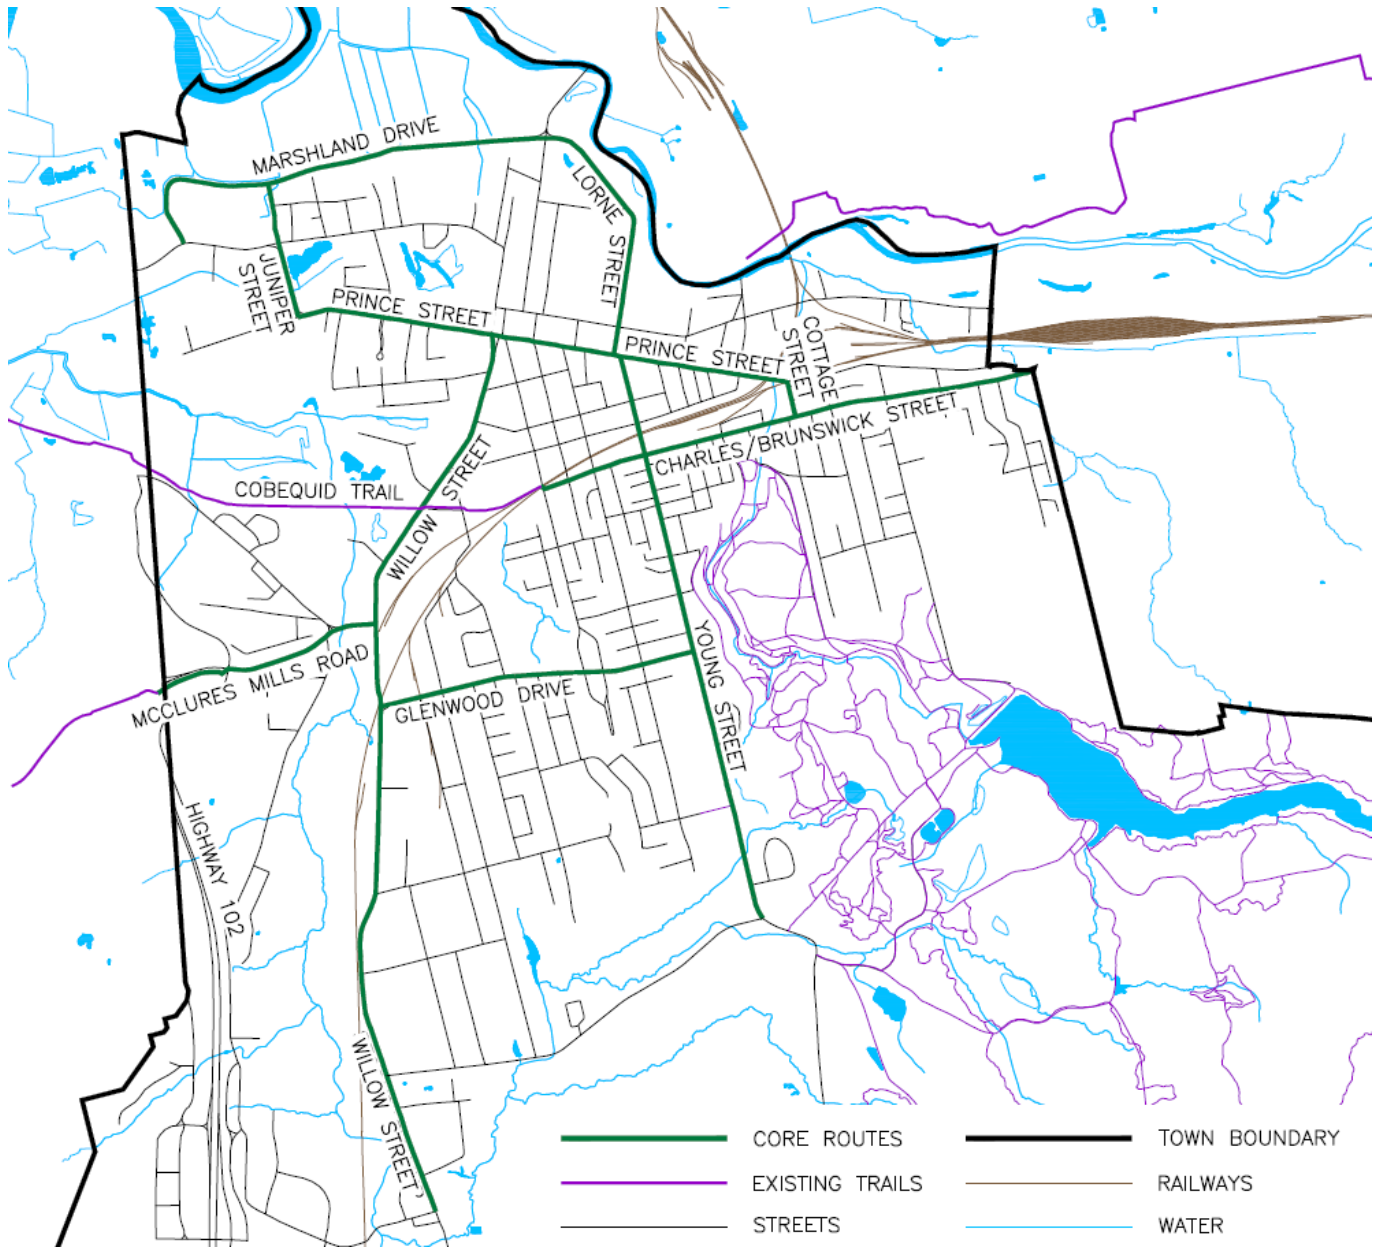 MARSHLAND DRIVE
LORNE STREET
JUNIPER
STREET
PRINCE STREET
PRINCE STREET
COTTAGE
STREET
CHARLES/BRUNSWICK STREET
COBEQUID TRAIL
WILLOW STREET
MCCLURES MILLS ROAD
GLENWOOD DRIVE
YOUNG STREET
HIGHWAY 102
WILLOW STREET
CORE ROUTES
TOWN BOUNDARY
EXISTING TRAILS
RAILWAYS
STREETS
WATER